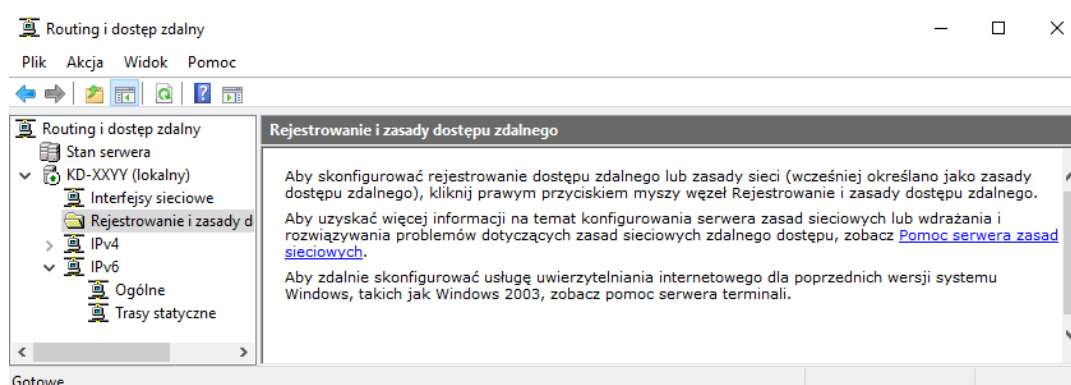 Routing i dostęp zdalny
Plik Akcja Widok Pomoc
Routing i dostęp zdalny
Stan serwera
KD-XXYY (lokalny)
Interfejsy sieciowe
Rejestrowanie i zasady d
IPv4
IPv6
Ogólne
Trasy statyczne
Rejestrowanie i zasady dostępu zdalnego
Aby skonfigurować rejestrowanie dostępu zdalnego lub zasady sieci (wcześniej określano jako zasady
dostępu zdalnego), kliknij prawym przyciskiem myszy węzeł Rejestrowanie i zasady dostępu zdalnego.
Aby uzyskać więcej informacji na temat konfigurowania serwera zasad sieciowych lub wdrażania i
rozwiązywania problemów dotyczących zasad sieciowych zdalnego dostępu, zobacz Pomoc serwera zasad
sieciowych.
Aby zdalnie skonfigurować usługę uwierzytelniania internetowego dla poprzednich wersji systemu
Windows, takich jak Windows 2003, zobacz pomoc serwera terminali.
Gotowe